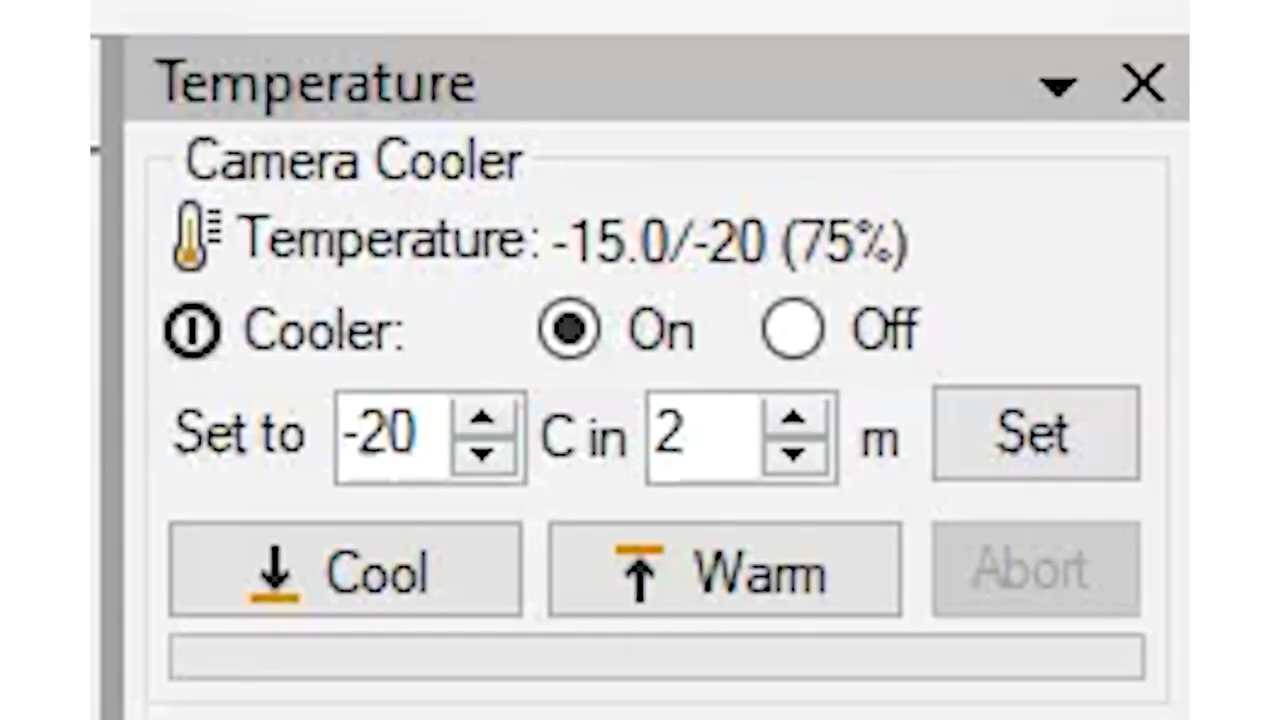 Temperature
Camera Cooler
Temperature: -15.0/-20 (75%)
Cooler: On Off
Set to -20 C in 2 m Set
Cool Warm Abort